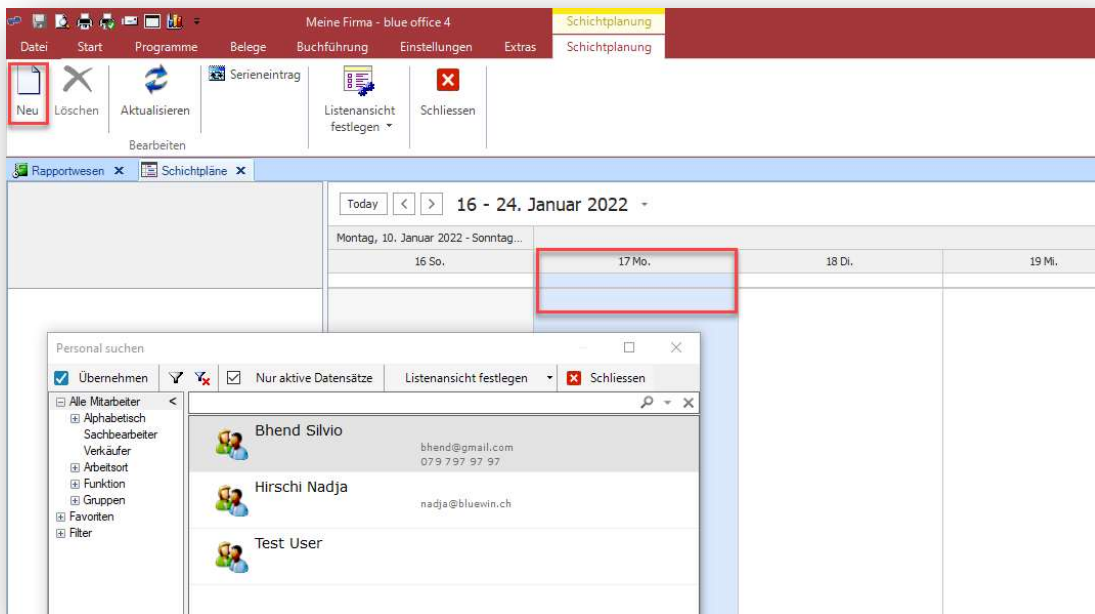 Meine Firma - blue office 4
Schichtplanung
Datei Start Programme Belege Buchführung Einstellungen Extras Schichtplanung
Neu
Löschen
Aktualisieren
Serieneintrag
Listenansicht
festlegen
Schliessen
Bearbeiten
Rapportwesen
Schichtpläne
Today < > 16 - 24. Januar 2022
Montag, 10. Januar 2022 - Sonntag...
16 So. 17 Mo. 18 Di. 19 Mi.
Personal suchen
Übernehmen Nur aktive Datensätze Listenansicht festlegen Schliessen
Alle Mitarbeiter <
Alphabetisch
Sachbearbeiter
Verkäufer
Arbeitsort
Funktion
Gruppen
Favoriten
Filter
Bhend Silvio
bhend@gmail.com
079 797 97 97
Hirschi Nadja
nadja@bluewin.ch
Test User